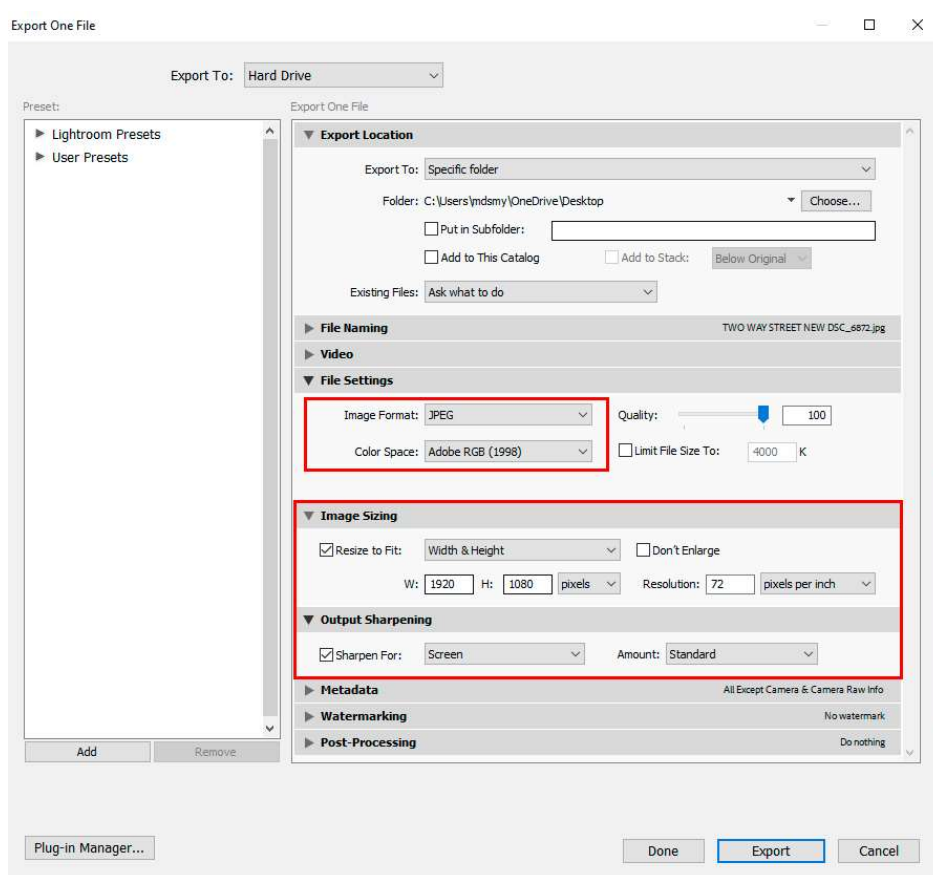 Export One File
Export To: Hard Drive
Preset:
Lightroom Presets
User Presets
Add Remove
Export One File
Export Location
Export To: Specific folder
Folder: C:\Users\mdsmy\OneDrive\Desktop Choose...
Put in Subfolder:
Add to This Catalog Add to Stack: Below Original
Existing Files: Ask what to do
File Naming TWO WAY STREET NEW DSC_6872.jpg
Video
File Settings
Image Format: JPEG Quality: 100
Color Space: Adobe RGB (1998) Limit File Size To: 4000 K
Image Sizing
Resize to Fit: Width & Height Don't Enlarge
W: 1920 H: 1080 pixels Resolution: 72 pixels per inch
Output Sharpening
Sharpen For: Screen Amount: Standard
Metadata All Except Camera & Camera Raw Info
Watermarking No watermark
Post-Processing Do nothing
Plug-in Manager... Done Export Cancel